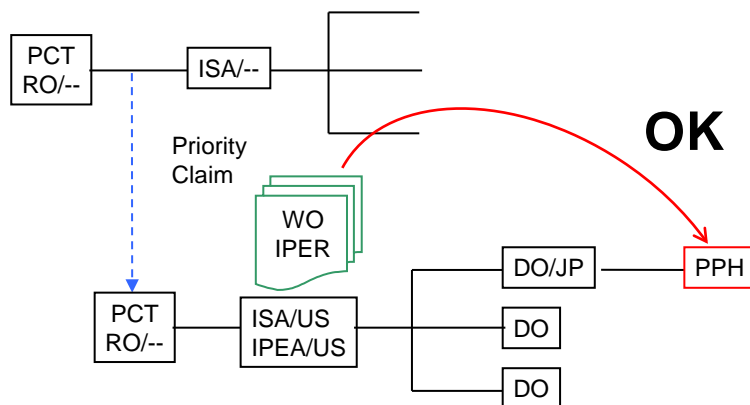 PCT
RO/--
ISA/--
OK
Priority
Claim
WO
IPER
DO/JP
PPH
PCT
RO/--
ISA/US
IPEA/US
DO
DO